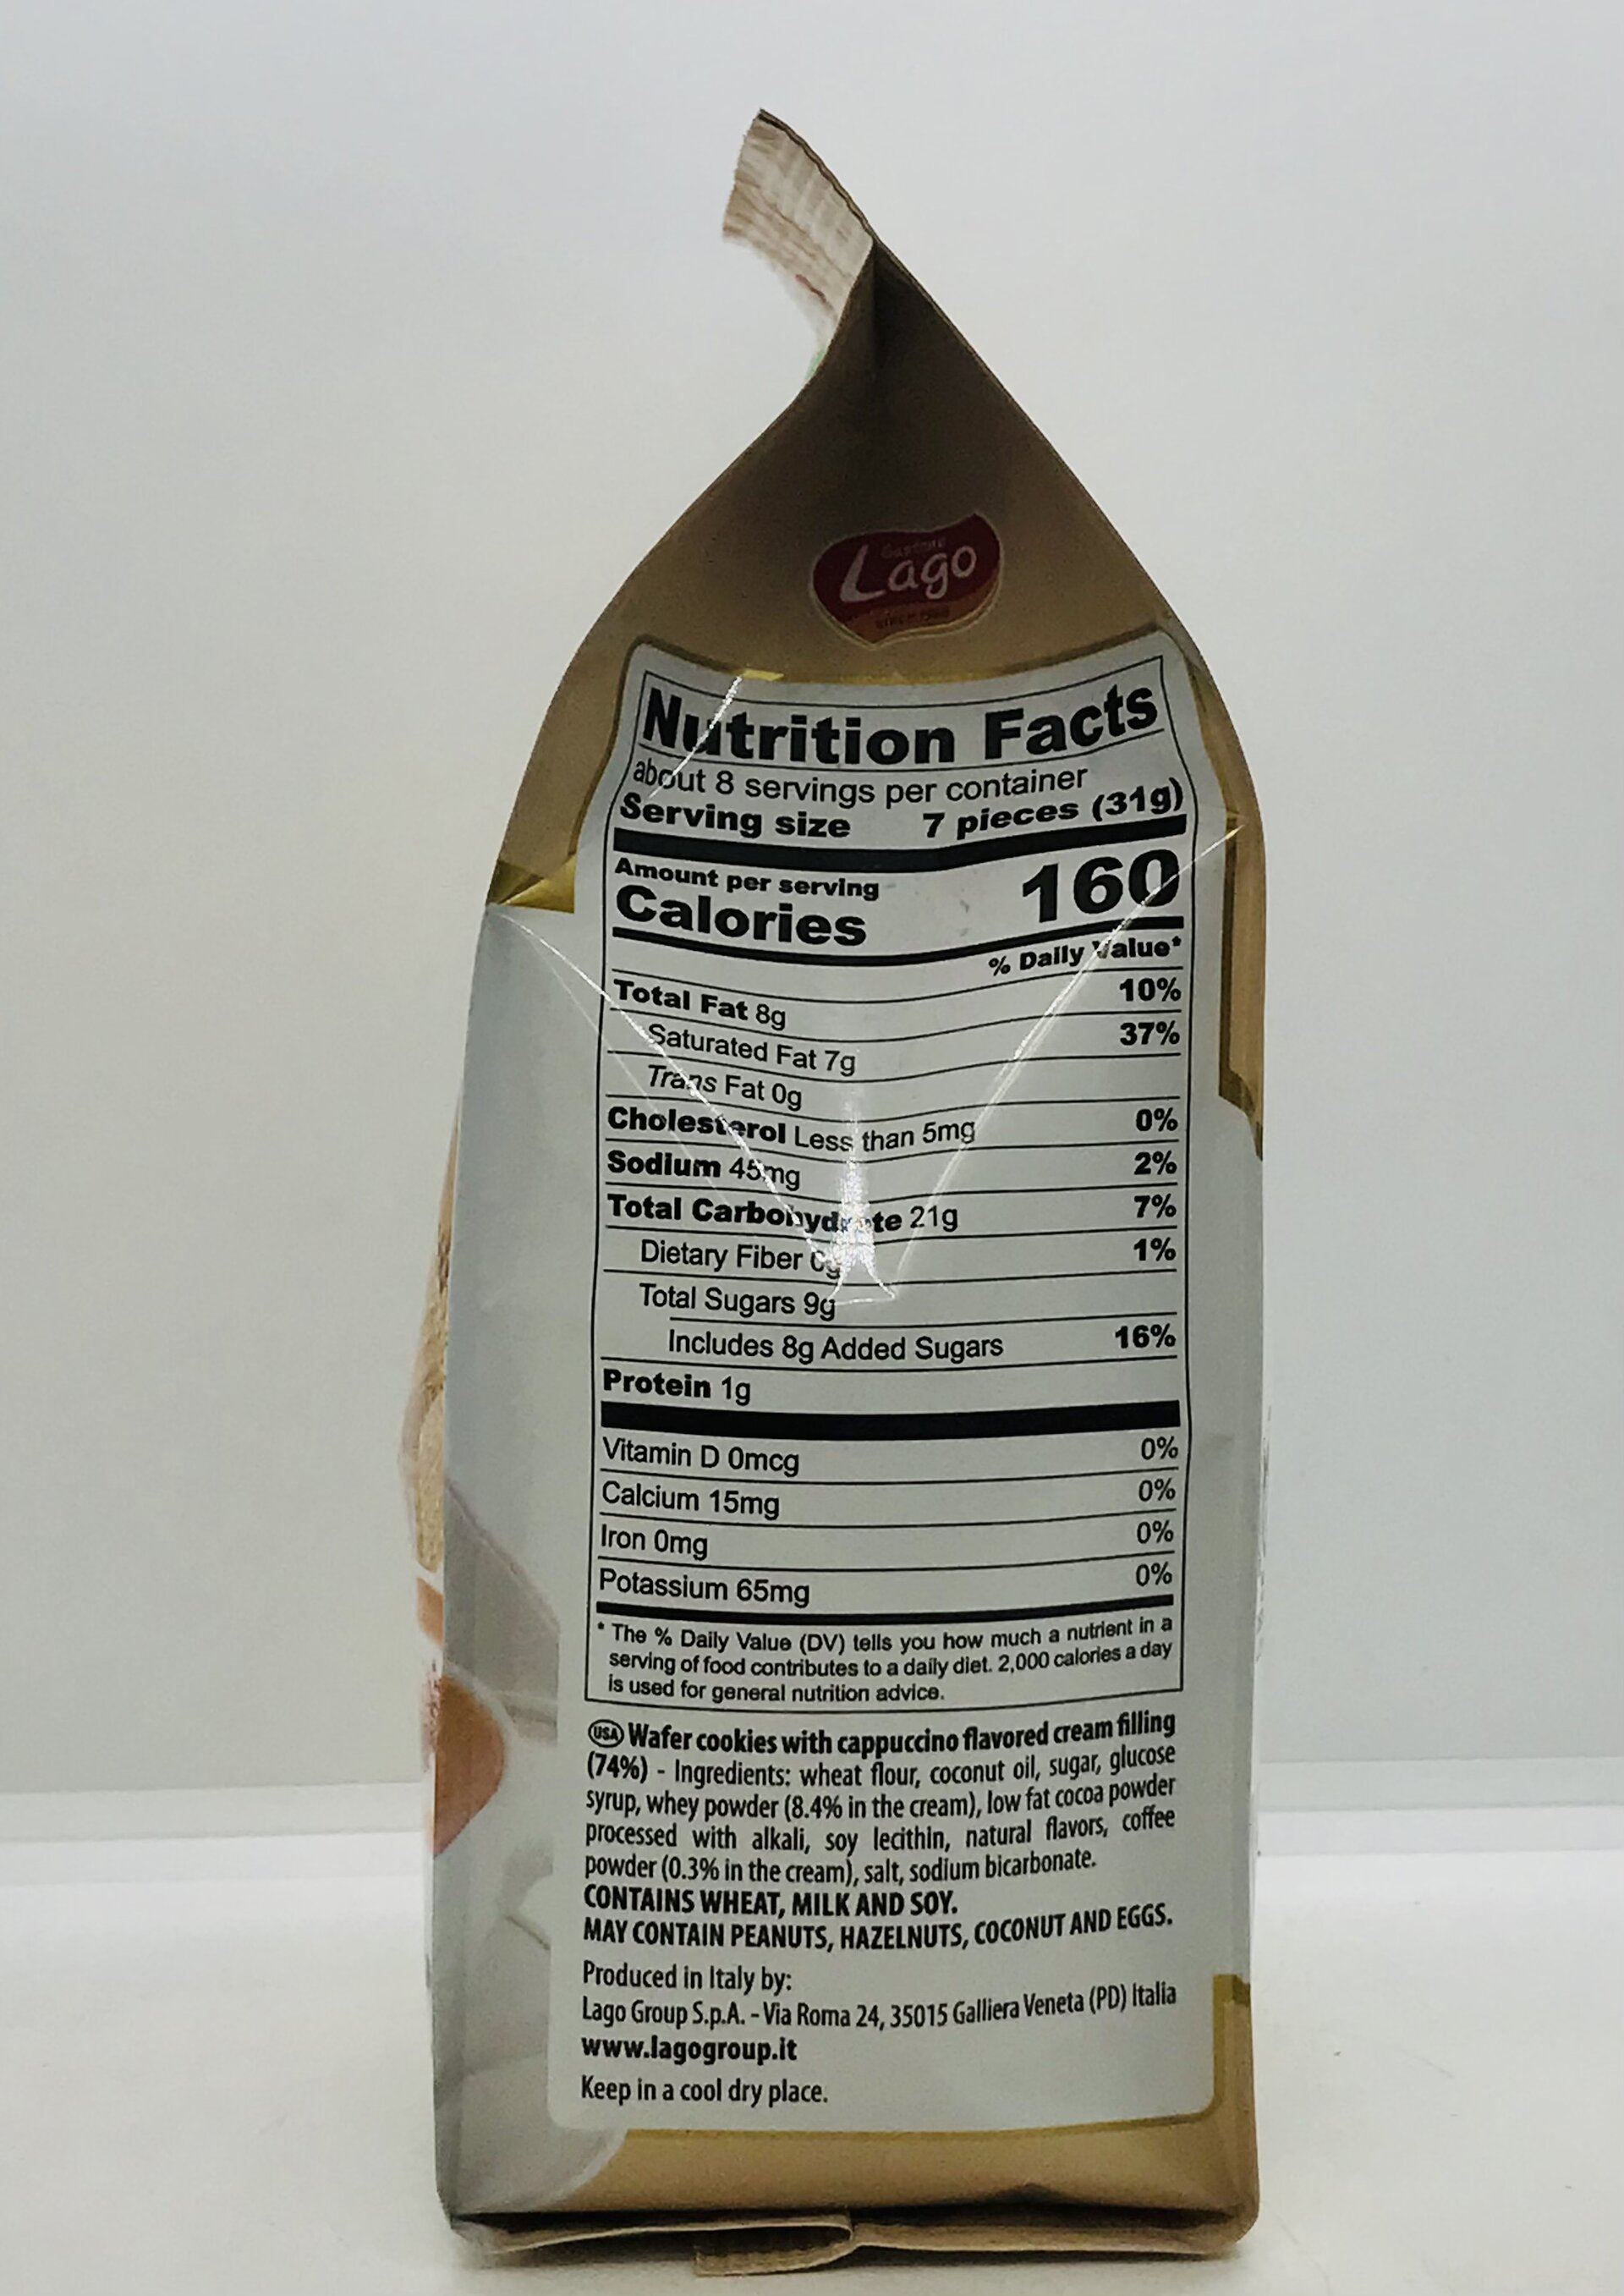 Gastone
Lago
Nutrition Facts
about 8 servings per container
Serving size 7 pieces (31g)
Amount per serving
Calories 160
% Daily Value*
Total Fat 8g 10%
Saturated Fat 7g 37%
Trans Fat 0g
Cholesterol Less than 5mg 0%
Sodium 45mg 2%
Total Carbohydrate 21g 7%
Dietary Fiber 0g 1%
Total Sugars 9g
Includes 8g Added Sugars 16%
Protein 1g
Vitamin D 0mcg 0%
Calcium 15mg 0%
Iron 0mg 0%
Potassium 65mg 0%
* The % Daily Value (DV) tells you how much a nutrient in a
serving of food contributes to a daily diet. 2,000 calories a day
is used for general nutrition advice.
USA Wafer cookies with cappuccino flavored cream filling
(74%) - Ingredients: wheat flour, coconut oil, sugar, glucose
syrup, whey powder (8.4% in the cream), low fat cocoa powder
processed with alkali, soy lecithin, natural flavors, coffee
powder (0.3% in the cream), salt, sodium bicarbonate.
CONTAINS WHEAT, MILK AND SOY.
MAY CONTAIN PEANUTS, HAZELNUTS, COCONUT AND EGGS.
Produced in Italy by:
Lago Group S.p.A. - Via Roma 24, 35015 Galliera Veneta (PD) Italia
www.lagogroup.it
Keep in a cool dry place.